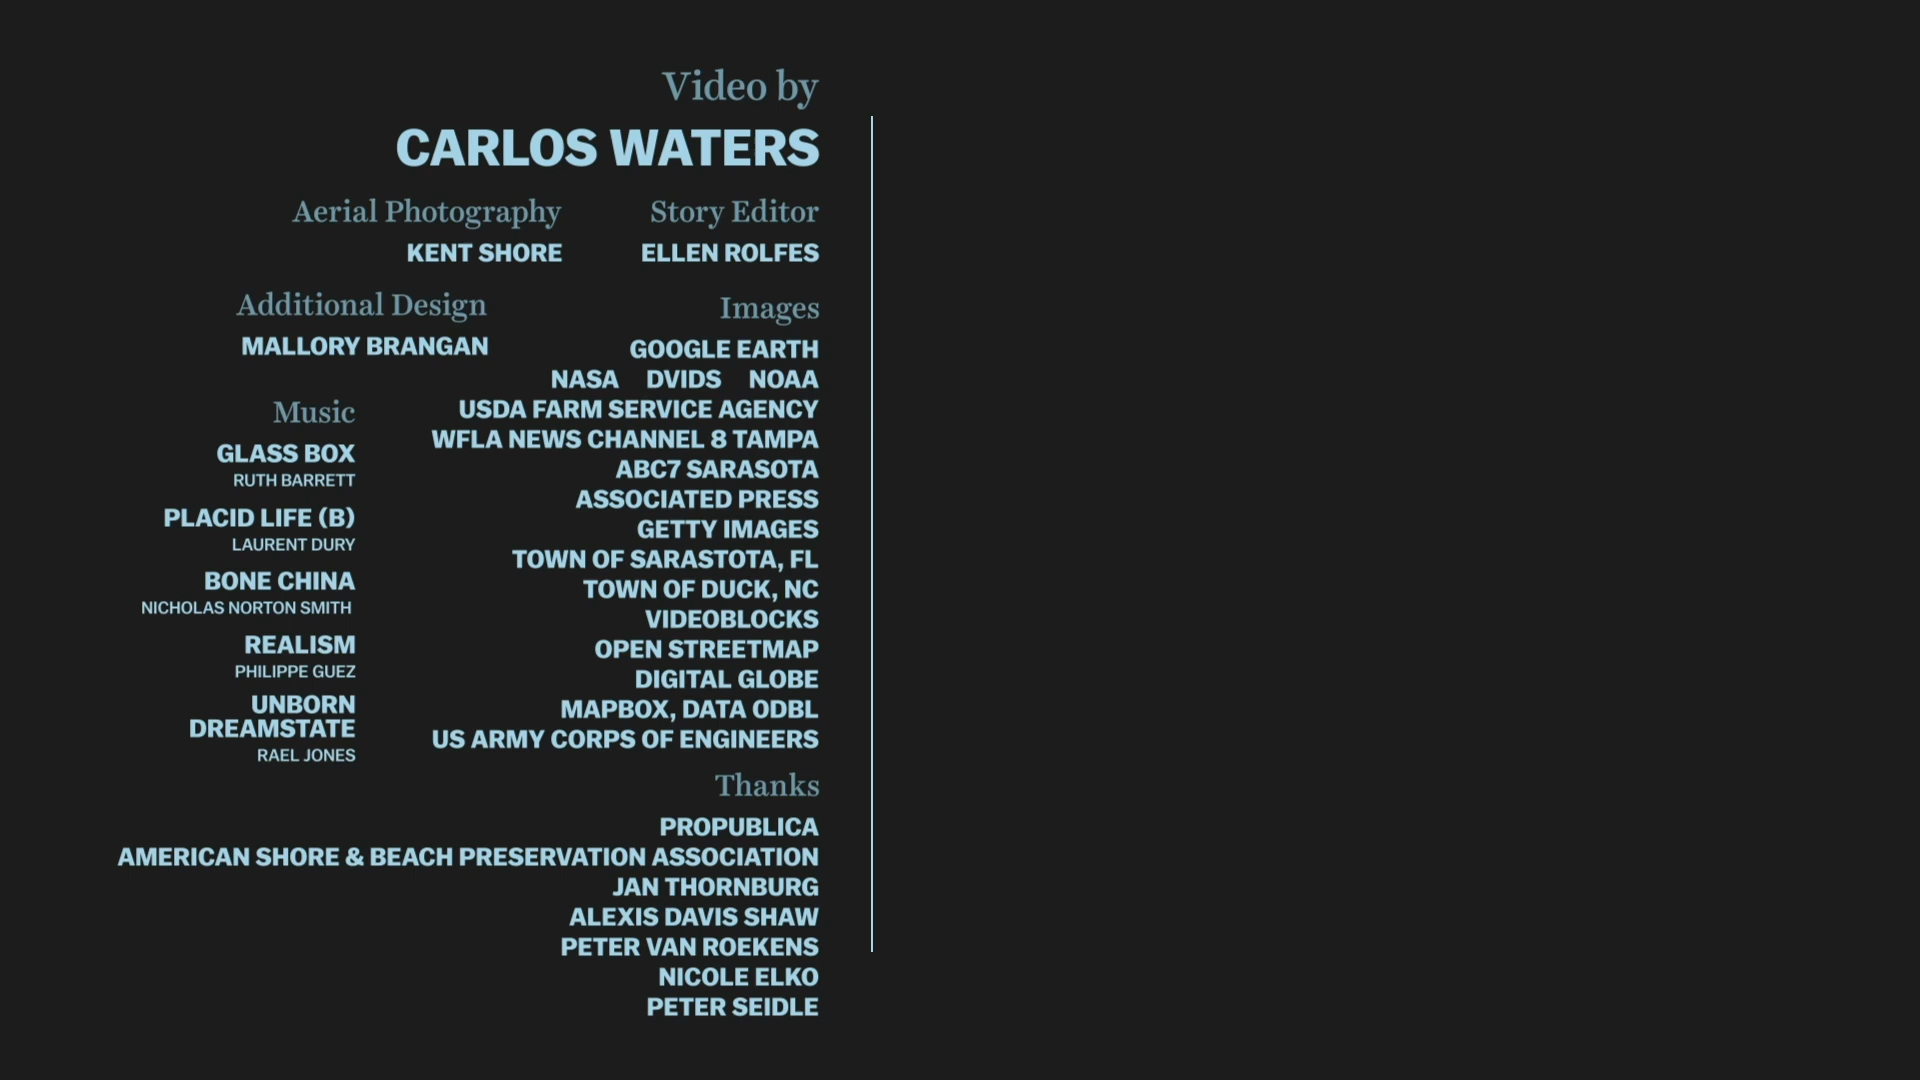 Video by
CARLOS WATERS
Aerial Photography
KENT SHORE
Story Editor
ELLEN ROLFES
Additional Design
MALLORY BRANGAN
Music
GLASS BOX
RUTH BARRETT
PLACID LIFE (B)
LAURENT DURY
BONE CHINA
NICHOLAS NORTON SMITH
REALISM
PHILIPPE GUEZ
UNBORN
DREAMSTATE
RAEL JONES
Images
GOOGLE EARTH
NASA DVIDS NOAA
USDA FARM SERVICE AGENCY
WFLA NEWS CHANNEL 8 TAMPA
ABC7 SARASOTA
ASSOCIATED PRESS
GETTY IMAGES
TOWN OF SARASTOTA, FL
TOWN OF DUCK, NC
VIDEOBLOCKS
OPEN STREETMAP
DIGITAL GLOBE
MAPBOX, DATA ODBL
US ARMY CORPS OF ENGINEERS
Thanks
PROPUBLICA
AMERICAN SHORE & BEACH PRESERVATION ASSOCIATION
JAN THORNBURG
ALEXIS DAVIS SHAW
PETER VAN ROEKENS
NICOLE ELKO
PETER SEIDLE